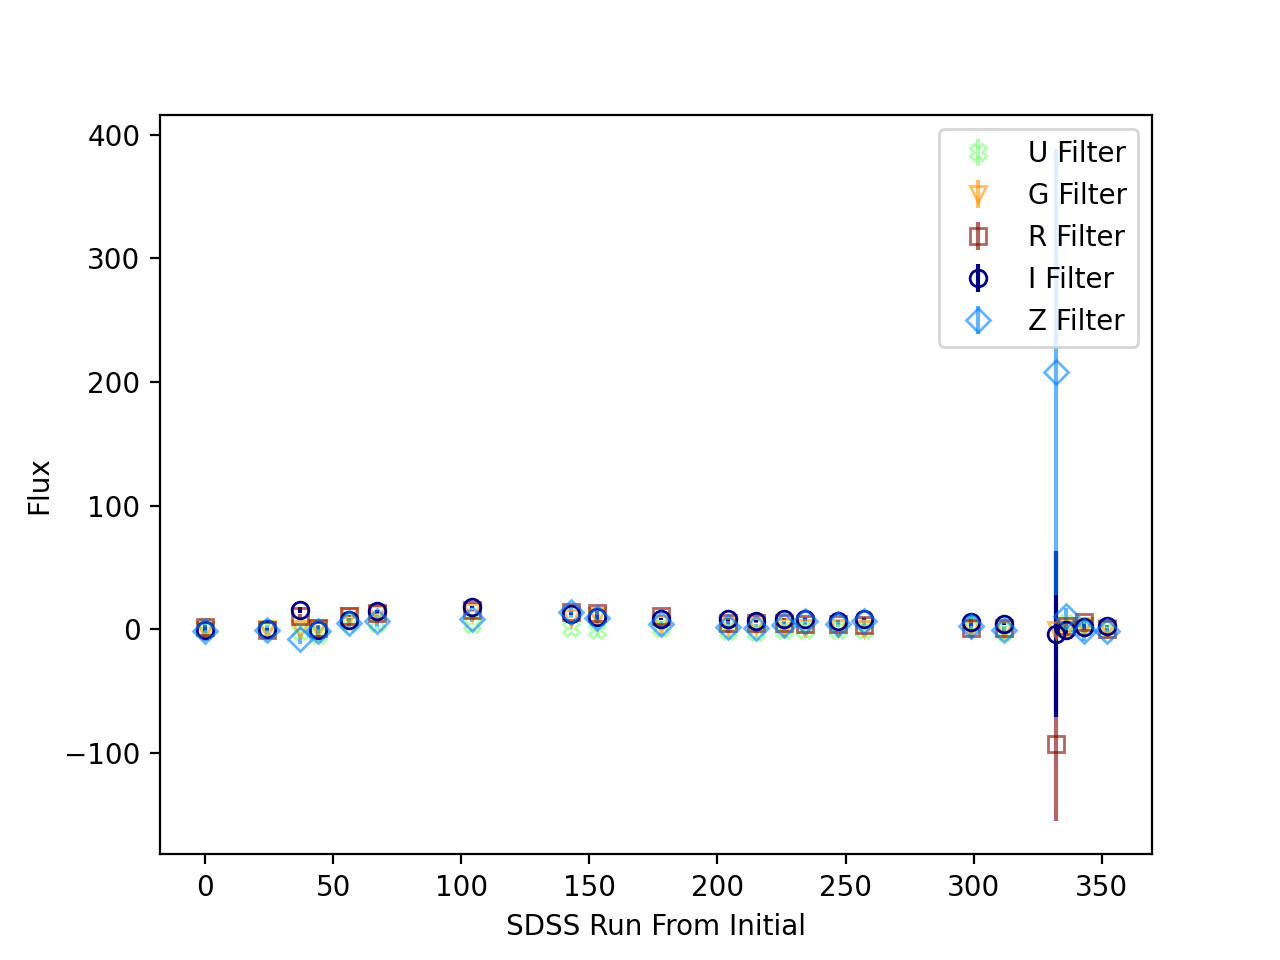 400
300
200
100
0
−100
Flux
U Filter
G Filter
R Filter
I Filter
Z Filter
0 50 100 150 200 250 300 350
SDSS Run From Initial